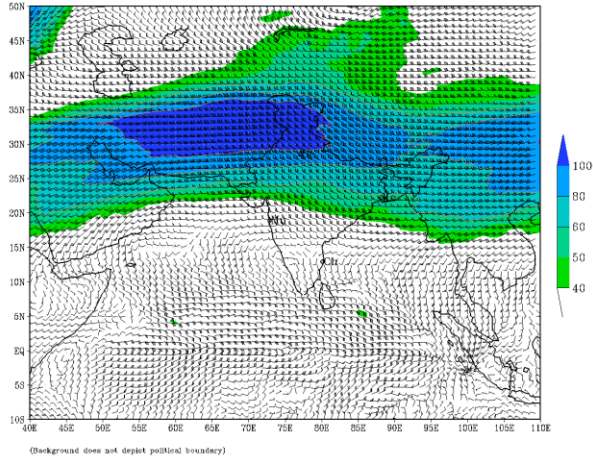 50N
45N
40N
35N
30N
25N
20N
15N
10N
5N
EQ
5S
10S
40E 45E 50E 55E 60E 65E 70E 75E 80E 85E 90E 95E 100E 105E 110E
100
80
60
50
40
Ch
(Background does not depict political boundary)